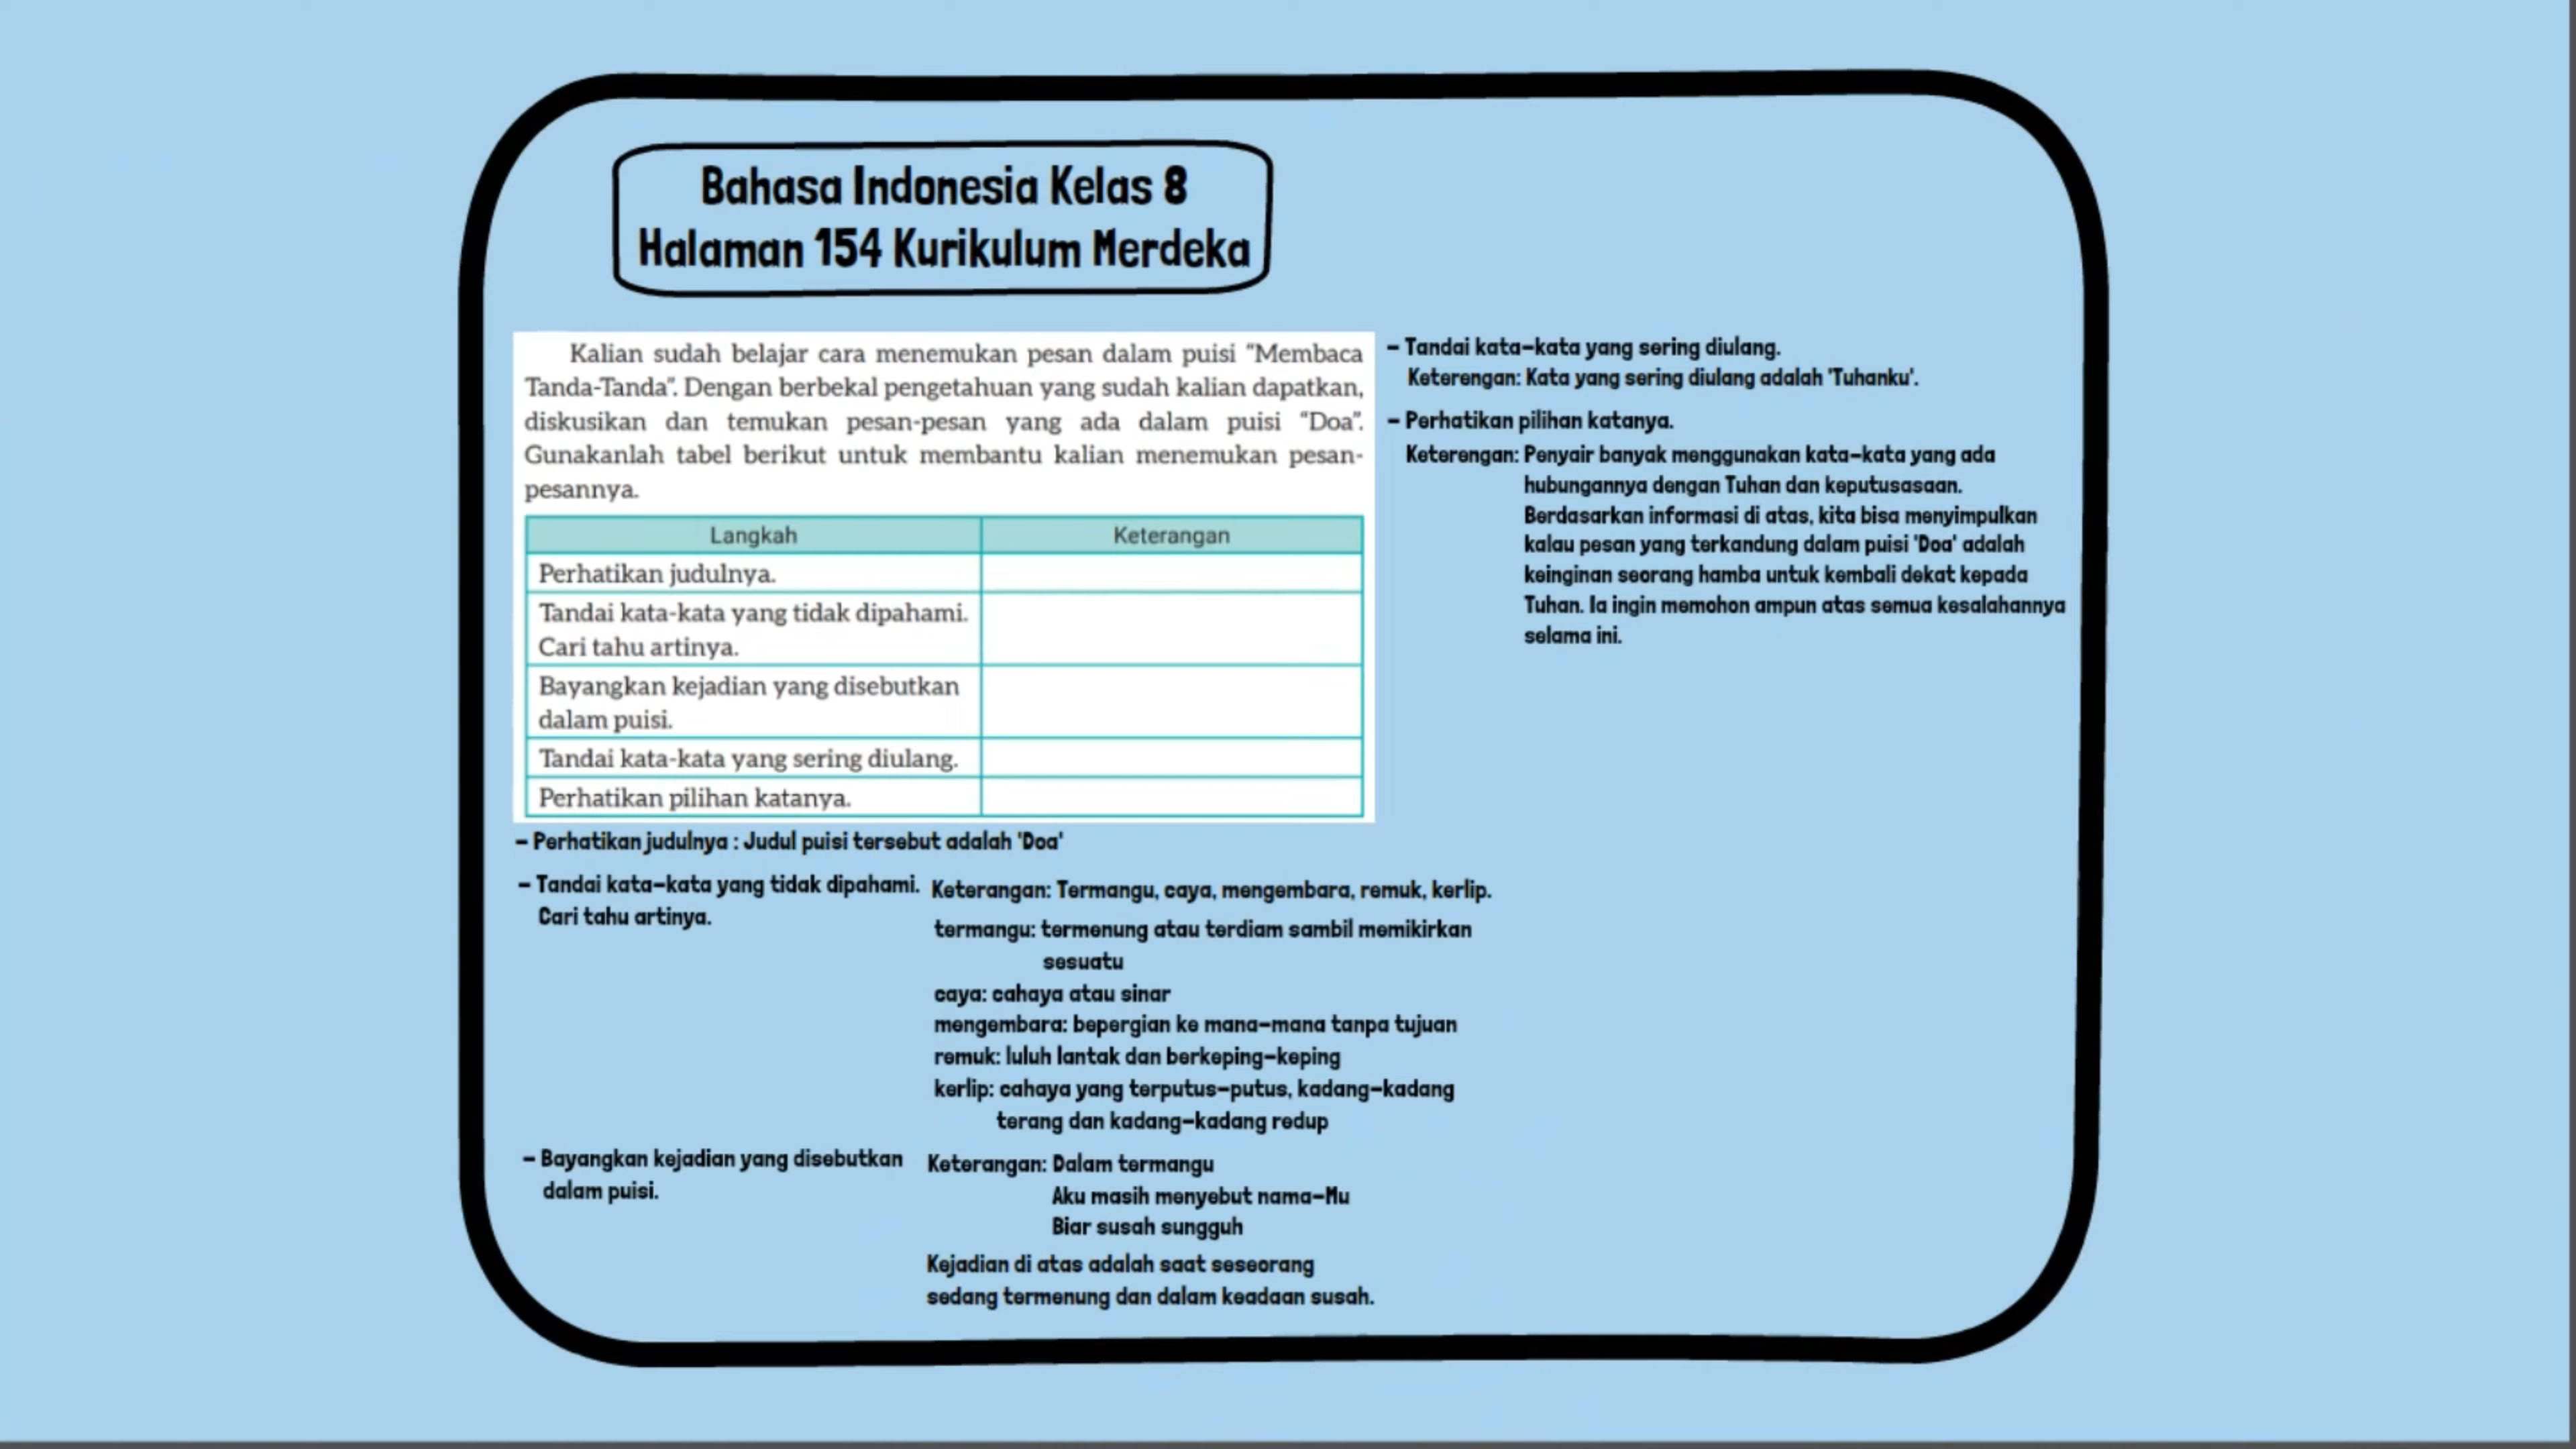 Bahasa Indonesia Kelas 8
Halaman 154 Kurikulum Merdeka
Kalian sudah belajar cara menemukan pesan dalam puisi “Membaca
Tanda-Tanda”. Dengan berbekal pengetahuan yang sudah kalian dapatkan,
diskusikan dan temukan pesan-pesan yang ada dalam puisi “Doa”.
Gunakanlah tabel berikut untuk membantu kalian menemukan pesan-
pesannya.
Langkah Keterangan
Perhatikan judulnya.
Tandai kata-kata yang tidak dipahami.
Cari tahu artinya.
Bayangkan kejadian yang disebutkan
dalam puisi.
Tandai kata-kata yang sering diulang.
Perhatikan pilihan katanya.
- Perhatikan judulnya : Judul puisi tersebut adalah 'Doa'
- Tandai kata-kata yang tidak dipahami.
Cari tahu artinya.
Keterangan: Termangu, caya, mengembara, remuk, kerlip.
termangu: termenung atau terdiam sambil memikirkan
sesuatu
caya: cahaya atau sinar
mengembara: bepergian ke mana-mana tanpa tujuan
remuk: luluh lantak dan berkeping-keping
kerlip: cahaya yang terputus-putus, kadang-kadang
terang dan kadang-kadang redup
- Bayangkan kejadian yang disebutkan
dalam puisi.
Keterangan: Dalam termangu
Aku masih menyebut nama-Mu
Biar susah sungguh
Kejadian di atas adalah saat seseorang
sedang termenung dan dalam keadaan susah.
- Tandai kata-kata yang sering diulang.
Keterengan: Kata yang sering diulang adalah 'Tuhanku'.
- Perhatikan pilihan katanya.
Keterengan: Penyair banyak menggunakan kata-kata yang ada
hubungannya dengan Tuhan dan keputusasaan.
Berdasarkan informasi di atas, kita bisa menyimpulkan
kalau pesan yang terkandung dalam puisi 'Doa' adalah
keinginan seorang hamba untuk kembali dekat kepada
Tuhan. Ia ingin memohon ampun atas semua kesalahannya
selama ini.